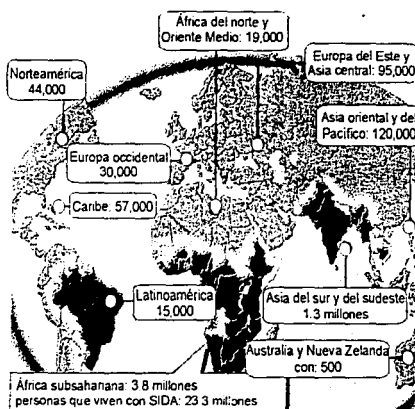 África del norte y
Oriente Medio: 19,000
Europa del Este y
Asia central: 95,000
Norteamérica
44,000
Asia oriental y del
Pacifico: 120,000
Europa occidental
30,000
Caribe: 57,000
Latinoamérica
15,000
Asia del sur y del sudeste
1.3 millones
Australia y Nueva Zelanda
con: 500
África subsahanana: 3.8 millones
personas que viven con SIDA: 23.3 millones